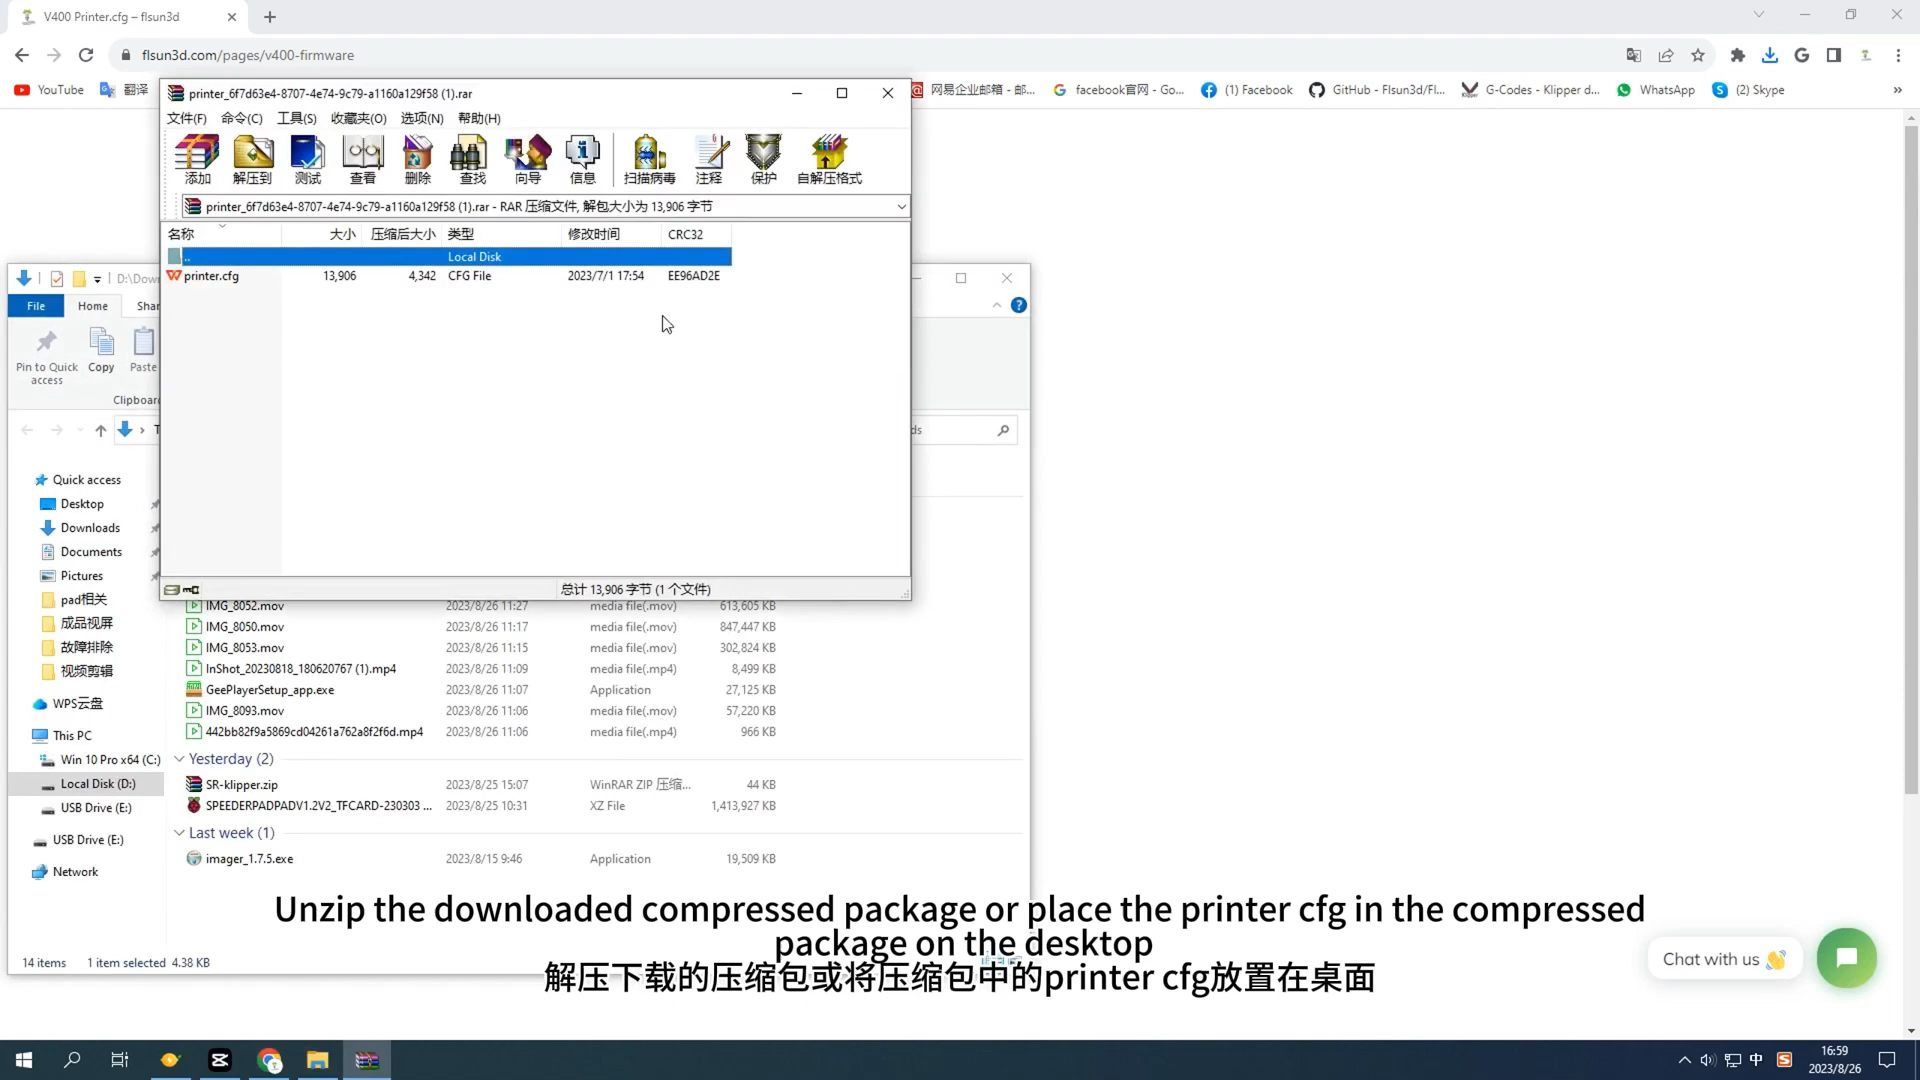 V400 Printer.cfg – flsun3d
flsun3d.com/pages/v400-firmware
YouTube
翻译
网易企业邮箱 - 邮...
facebook官网 - Go...
(1) Facebook
GitHub - Flsun3d/Fl...
G-Codes - Klipper d...
WhatsApp
(2) Skype
printer_6f7d63e4-8707-4e74-9c79-a1160a129f58 (1).rar
文件(F) 命令(C) 工具(S) 收藏夹(O) 选项(N) 帮助(H)
添加 解压到 测试 查看 删除 查找 向导 信息 扫描病毒 注释 保护 自解压格式
printer_6f7d63e4-8707-4e74-9c79-a1160a129f58 (1).rar - RAR 压缩文件, 解包大小为 13,906 字节
名称 大小 压缩后大小 类型 修改时间 CRC32
.. Local Disk
printer.cfg 13,906 4,342 CFG File 2023/7/1 17:54 EE96AD2E
总计 13,906 字节 (1 个文件)
D:\Down
File Home Shar
Pin to Quick access Copy Paste
Clipboard
Quick access
Desktop
Downloads
Documents
Pictures
pad相关
成品视屏
故障排除
视频剪辑
WPS云盘
This PC
Win 10 Pro x64 (C:)
Local Disk (D:)
USB Drive (E:)
USB Drive (E:)
Network
IMG_8052.mov 2023/8/26 11:27 media file(.mov) 613,605 KB
IMG_8050.mov 2023/8/26 11:17 media file(.mov) 847,447 KB
IMG_8053.mov 2023/8/26 11:15 media file(.mov) 302,824 KB
InShot_20230818_180620767 (1).mp4 2023/8/26 11:09 media file(.mp4) 8,499 KB
GeePlayerSetup_app.exe 2023/8/26 11:07 Application 27,125 KB
IMG_8093.mov 2023/8/26 11:06 media file(.mov) 57,220 KB
442bb82f9a5869cd04261a762a8f2f6d.mp4 2023/8/26 11:06 media file(.mp4) 966 KB
Yesterday (2)
SR-klipper.zip 2023/8/25 15:07 WinRAR ZIP 压缩... 44 KB
SPEEDERPADPADV1.2V2_TFCARD-230303 ... 2023/8/25 10:31 XZ File 1,413,927 KB
Last week (1)
imager_1.7.5.exe 2023/8/15 9:46 Application 19,509 KB
14 items 1 item selected 4.38 KB
Unzip the downloaded compressed package or place the printer cfg in the compressed
package on the desktop
解压下载的压缩包或将压缩包中的printer cfg放置在桌面
Chat with us
中
16:59
2023/8/26